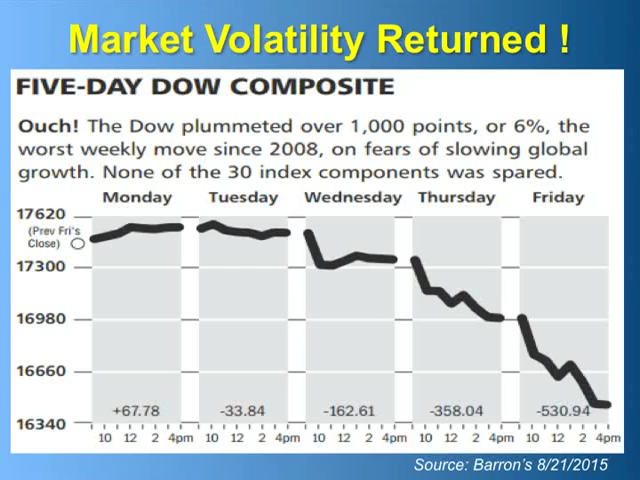 Market Volatility Returned !
FIVE-DAY DOW COMPOSITE
Ouch! The Dow plummeted over 1,000 points, or 6%, the
worst weekly move since 2008, on fears of slowing global
growth. None of the 30 index components was spared.
Monday Tuesday Wednesday Thursday Friday
17620
(Prev Fri's
Close)
17300
16980
16660
+67.78 -33.84 -162.61 -358.04 -530.94
16340
10 12 2 4pm 10 12 2 4pm 10 12 2 4pm 10 12 2 4pm 10 12 2 4pm
Source: Barron's 8/21/2015